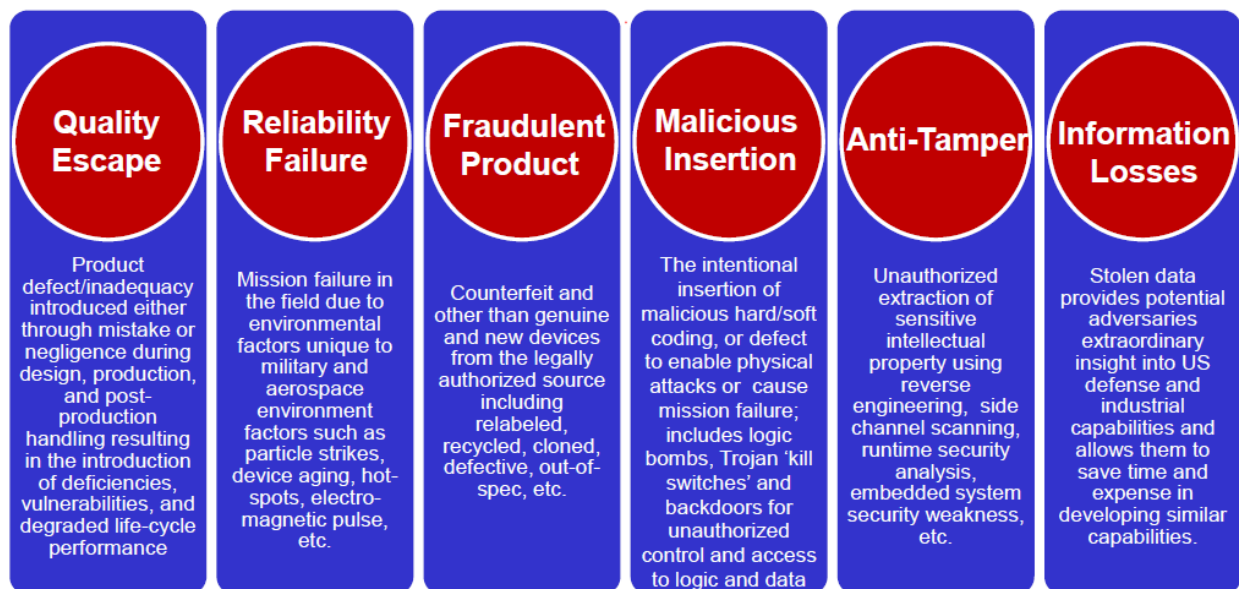 Quality
Escape
Product
defect/inadequacy
introduced either
through mistake or
negligence during
design, production,
and post-
production
handling resulting
in the introduction
of deficiencies,
vulnerabilities, and
degraded life-cycle
performance
Reliability
Failure
Mission failure in
the field due to
environmental
factors unique to
military and
aerospace
environment
factors such as
particle strikes,
device aging, hot-
spots, electro-
magnetic pulse,
etc.
Fraudulent
Product
Counterfeit and
other than genuine
and new devices
from the legally
authorized source
including
relabeled,
recycled, cloned,
defective, out-of-
spec, etc.
Malicious
Insertion
The intentional
insertion of
malicious hard/soft
coding, or defect
to enable physical
attacks or cause
mission failure;
includes logic
bombs, Trojan ‘kill
switches’ and
backdoors for
unauthorized
control and access
to logic and data
Anti-Tamper
Unauthorized
extraction of
sensitive
intellectual
property using
reverse
engineering, side
channel scanning,
runtime security
analysis,
embedded system
security weakness,
etc.
Information
Losses
Stolen data
provides potential
adversaries
extraordinary
insight into US
defense and
industrial
capabilities and
allows them to
save time and
expense in
developing similar
capabilities.